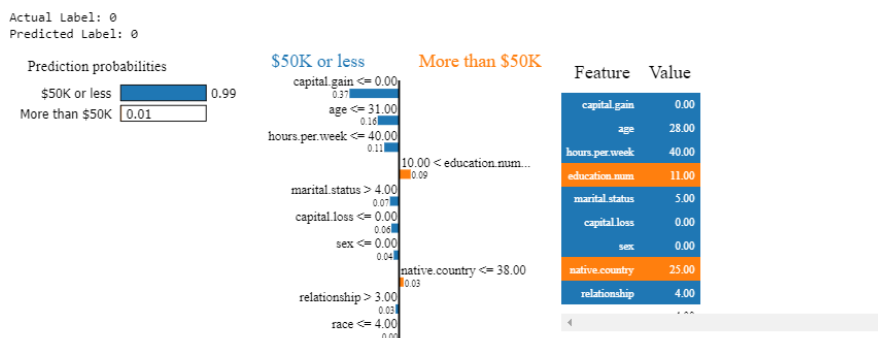 Actual Label: 0
Predicted Label: 0
Prediction probabilities
$50K or less 0.99
More than $50K 0.01
$50K or less More than $50K
capital.gain <= 0.00
0.37
age <= 31.00
0.16
hours.per.week <= 40.00
0.11
10.00 < education.num...
0.09
marital.status > 4.00
0.07
capital.loss <= 0.00
0.06
sex <= 0.00
0.04
native.country <= 38.00
0.03
relationship > 3.00
0.03
race <= 4.00
0.00
Feature Value
capital.gain 0.00
age 28.00
hours.per.week 40.00
education.num 11.00
marital.status 5.00
capital.loss 0.00
sex 0.00
native.country 25.00
relationship 4.00